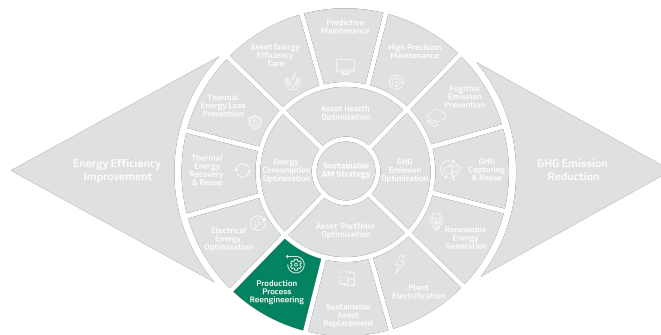 Predictive
Maintenance
Asset Energy
Efficiency
Care
High Precision
Maintenance
Thermal
Energy Loss
Prevention
Fugitive
Emission
Prevention
Asset Health
Optimization
Energy Efficiency
Improvement
Thermal
Energy
Recovery
& Reuse
Energy
Consumption
Optimization
Sustainable
AM Strategy
GHG
Emission
Optimization
GHG
Capturing
& Reuse
GHG Emission
Reduction
Electrical
Energy
Optimization
Asset Portfolio
Optimization
Renewable
Energy
Generation
Production
Process
Reengineering
Sustainable
Asset
Replacement
Plant
Electrification